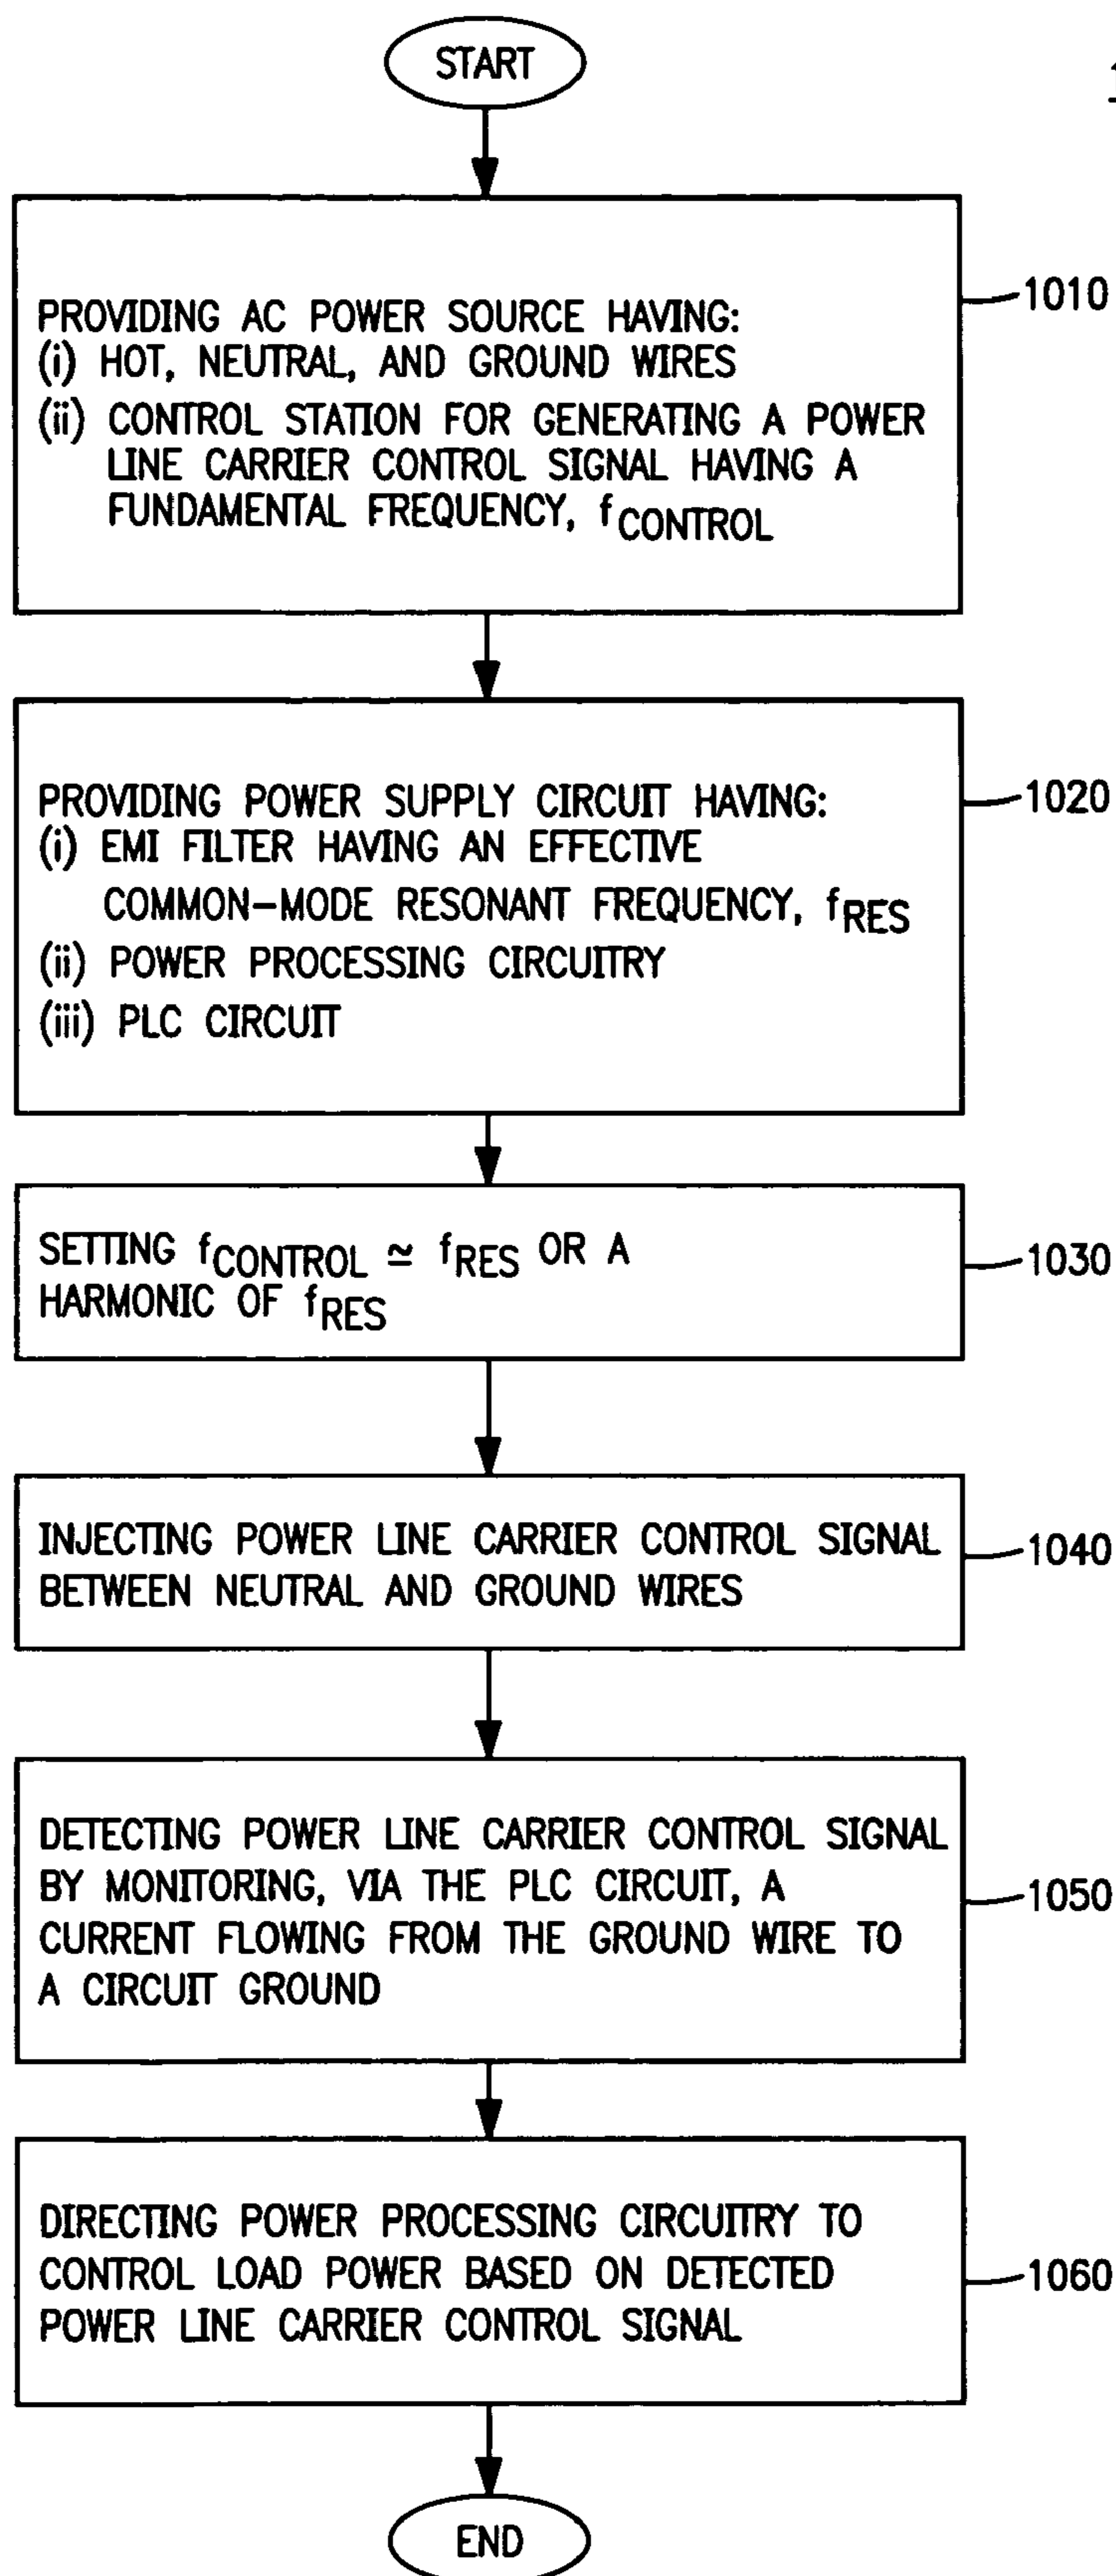 START
PROVIDING AC POWER SOURCE HAVING:
(i) HOT, NEUTRAL, AND GROUND WIRES
(ii) CONTROL STATION FOR GENERATING A POWER
LINE CARRIER CONTROL SIGNAL HAVING A
FUNDAMENTAL FREQUENCY, fCONTROL
1010
PROVIDING POWER SUPPLY CIRCUIT HAVING:
(i) EMI FILTER HAVING AN EFFECTIVE
COMMON-MODE RESONANT FREQUENCY, fRES
(ii) POWER PROCESSING CIRCUITRY
(iii) PLC CIRCUIT
1020
SETTING fCONTROL ≃ fRES OR A
HARMONIC OF fRES
1030
INJECTING POWER LINE CARRIER CONTROL SIGNAL
BETWEEN NEUTRAL AND GROUND WIRES
1040
DETECTING POWER LINE CARRIER CONTROL SIGNAL
BY MONITORING, VIA THE PLC CIRCUIT, A
CURRENT FLOWING FROM THE GROUND WIRE TO
A CIRCUIT GROUND
1050
DIRECTING POWER PROCESSING CIRCUITRY TO
CONTROL LOAD POWER BASED ON DETECTED
POWER LINE CARRIER CONTROL SIGNAL
1060
END